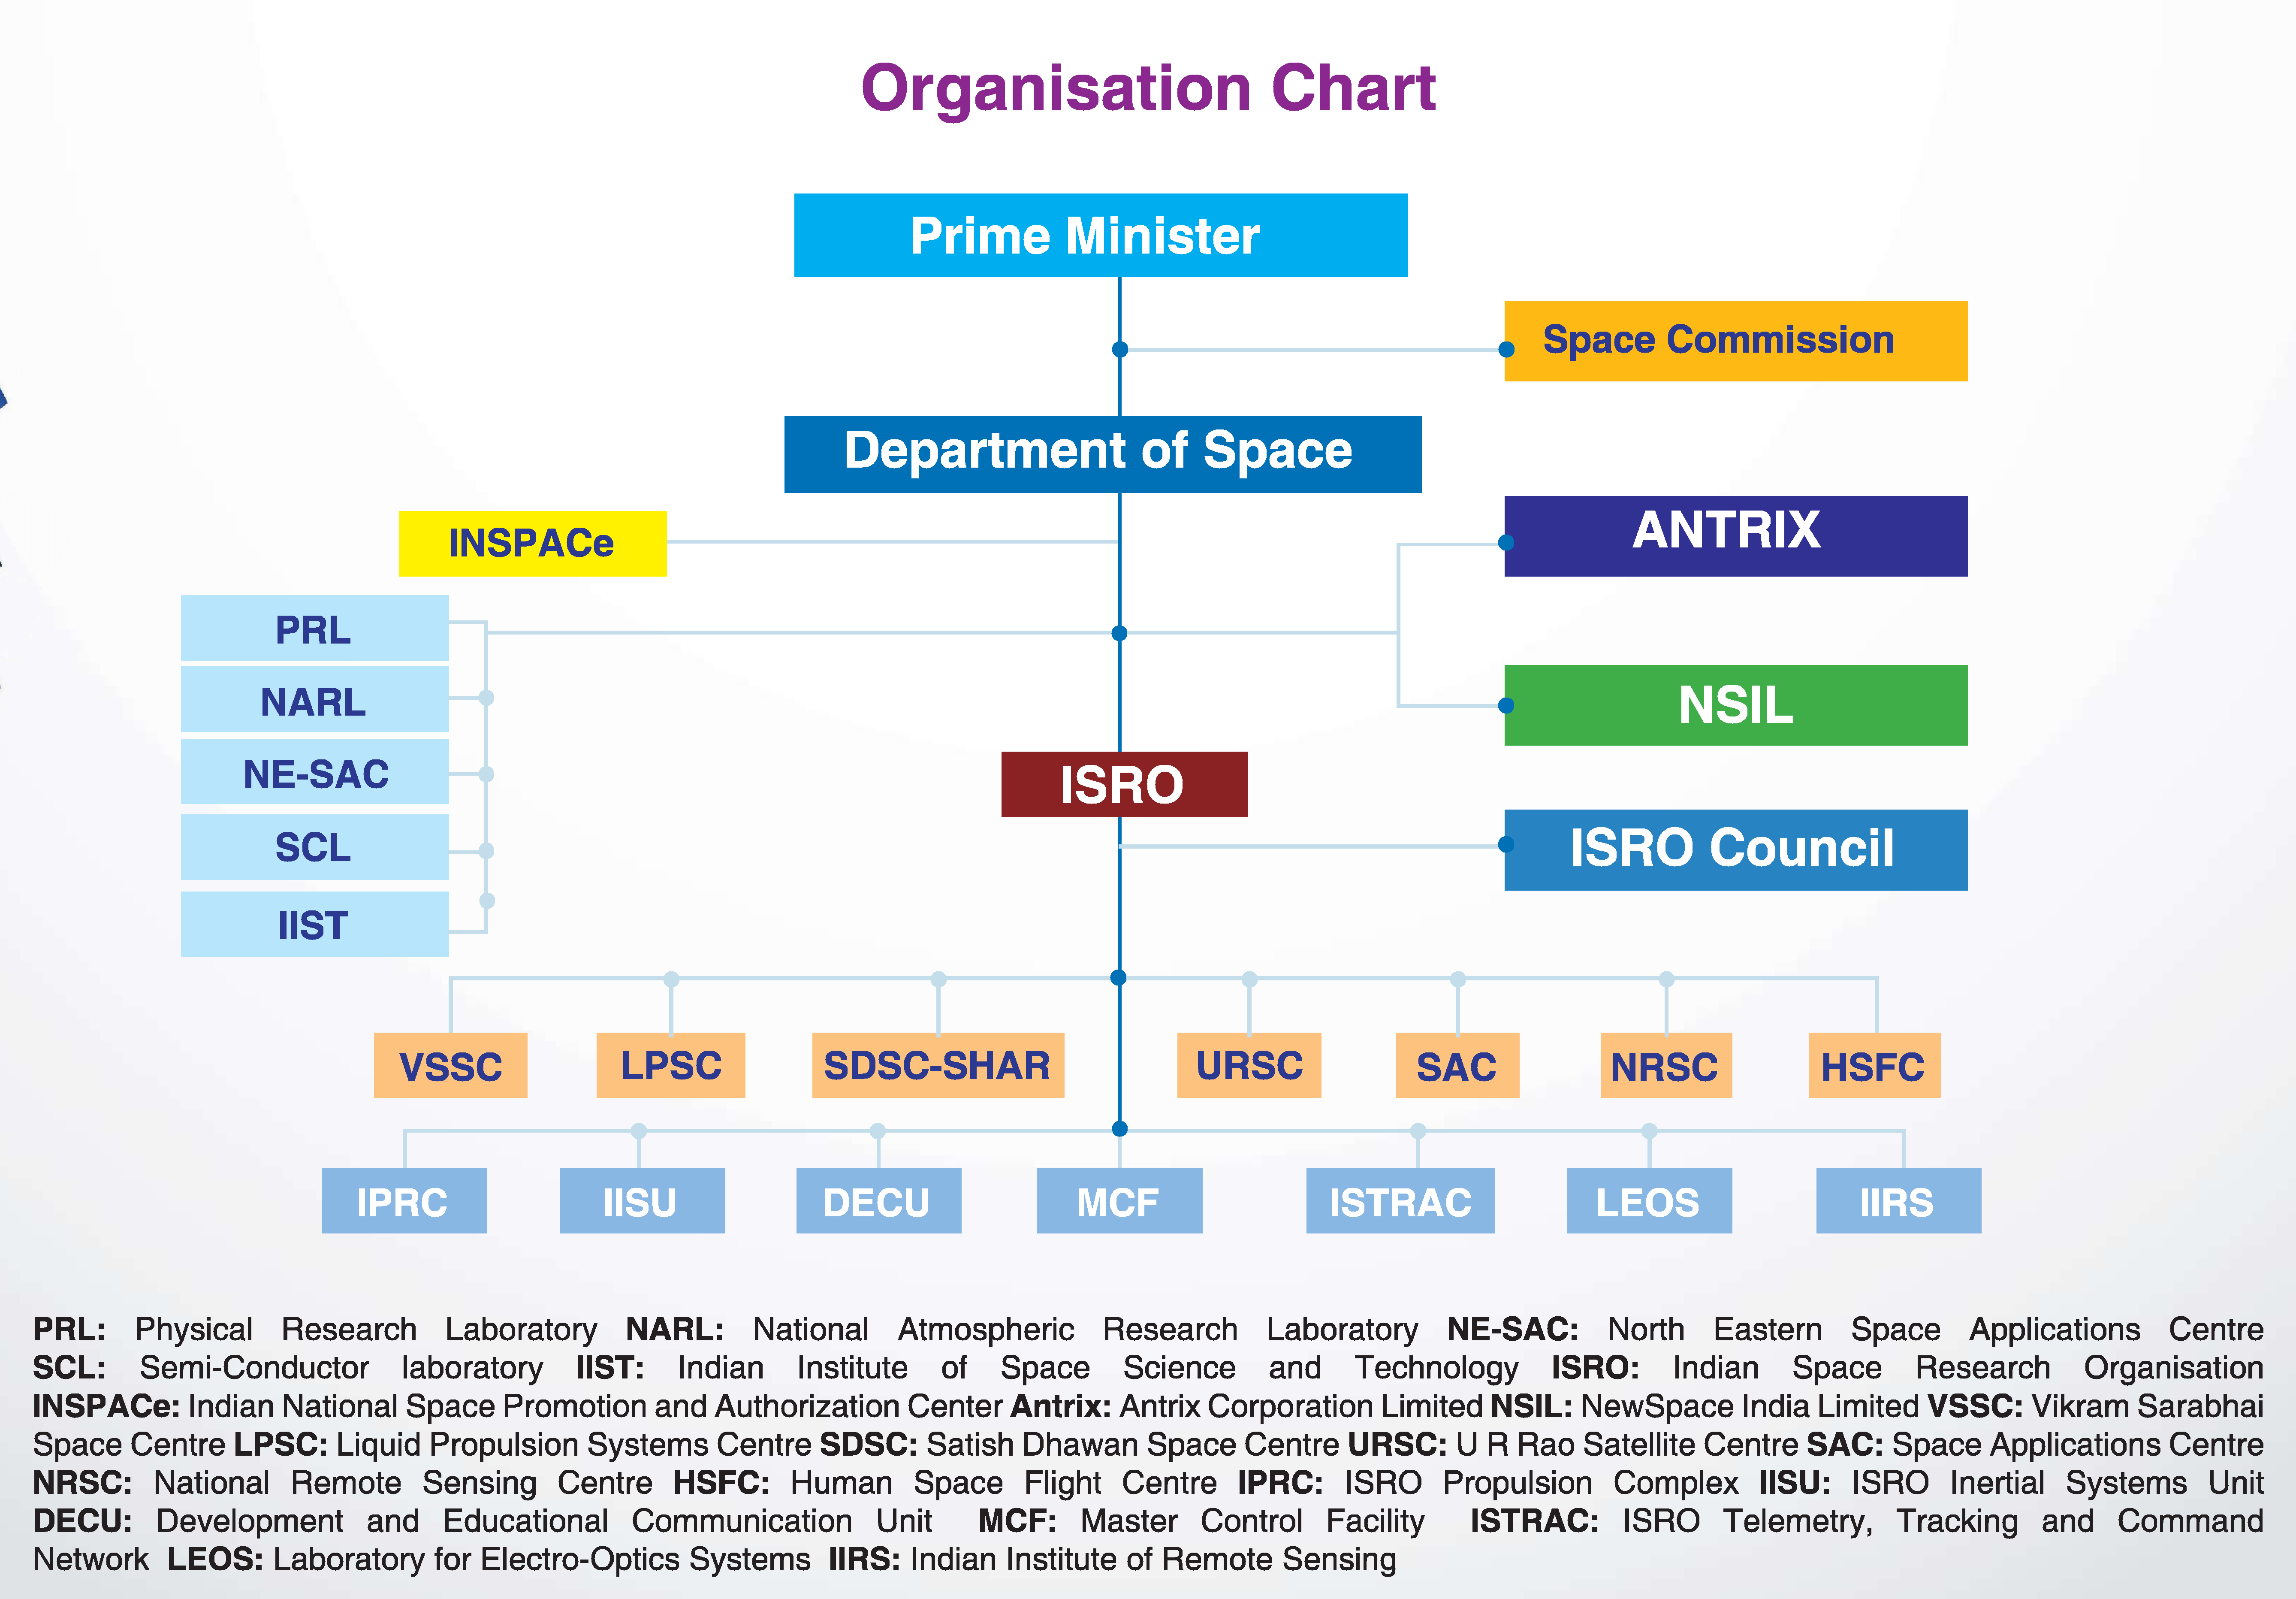 Organisation Chart
Prime Minister
Space Commission
Department of Space
INSPACe
ANTRIX
PRL
NARL
NSIL
NE-SAC
ISRO
SCL
ISRO Council
IIST
VSSC LPSC SDSC-SHAR URSC SAC NRSC HSFC
IPRC IISU DECU MCF ISTRAC LEOS IIRS
PRL: Physical Research Laboratory NARL: National Atmospheric Research Laboratory NE-SAC: North Eastern Space Applications Centre
SCL: Semi-Conductor laboratory IIST: Indian Institute of Space Science and Technology ISRO: Indian Space Research Organisation
INSPACe: Indian National Space Promotion and Authorization Center Antrix: Antrix Corporation Limited NSIL: NewSpace India Limited VSSC: Vikram Sarabhai
Space Centre LPSC: Liquid Propulsion Systems Centre SDSC: Satish Dhawan Space Centre URSC: U R Rao Satellite Centre SAC: Space Applications Centre
NRSC: National Remote Sensing Centre HSFC: Human Space Flight Centre IPRC: ISRO Propulsion Complex IISU: ISRO Inertial Systems Unit
DECU: Development and Educational Communication Unit MCF: Master Control Facility ISTRAC: ISRO Telemetry, Tracking and Command
Network LEOS: Laboratory for Electro-Optics Systems IIRS: Indian Institute of Remote Sensing